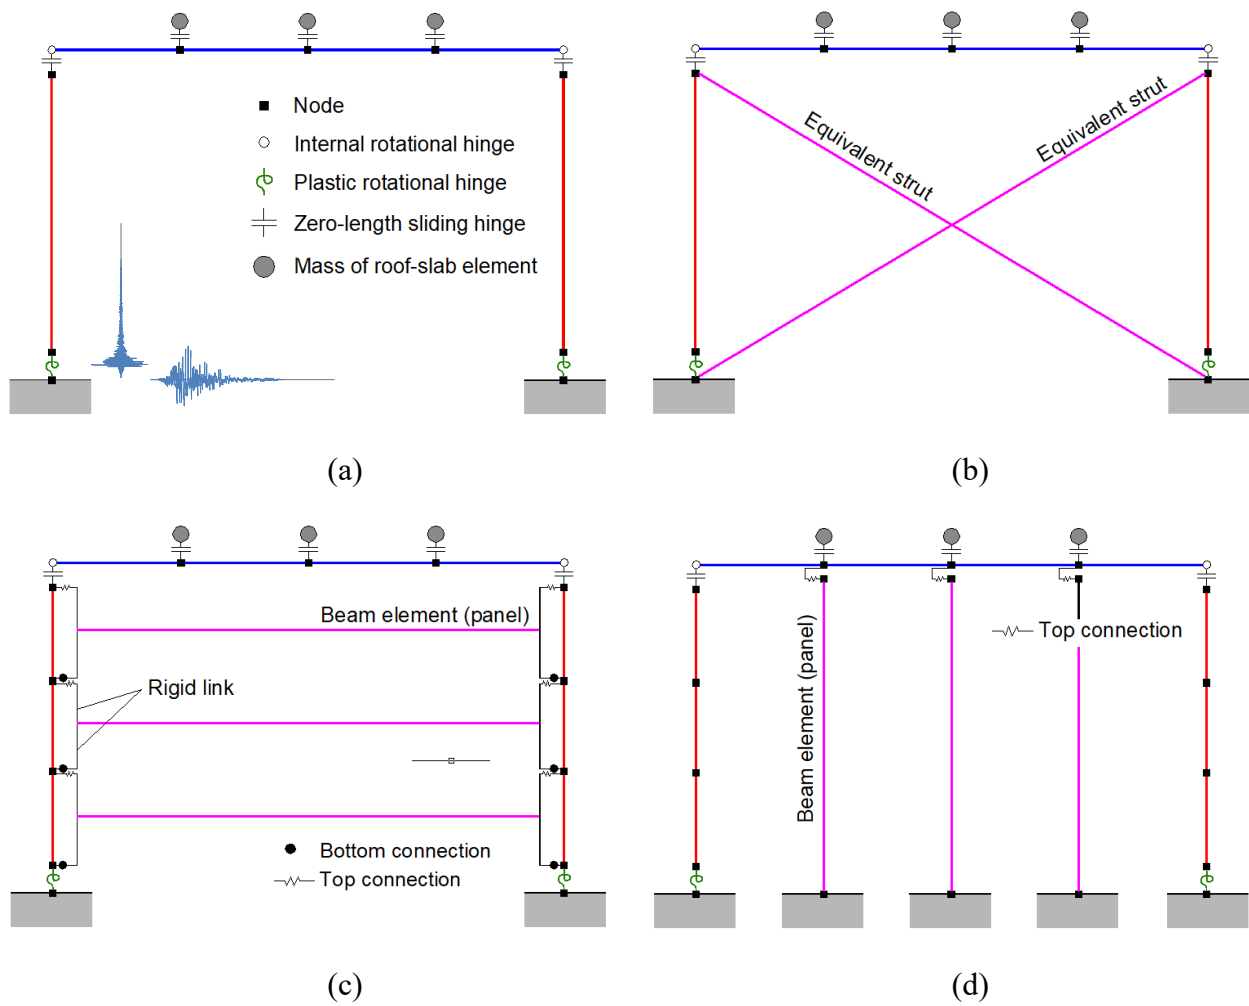 Node
Internal rotational hinge
Plastic rotational hinge
Zero-length sliding hinge
Mass of roof-slab element
(a)
Equivalent strut
Equivalent strut
(b)
Beam element (panel)
Rigid link
Bottom connection
Top connection
(c)
Beam element (panel)
Top connection
(d)